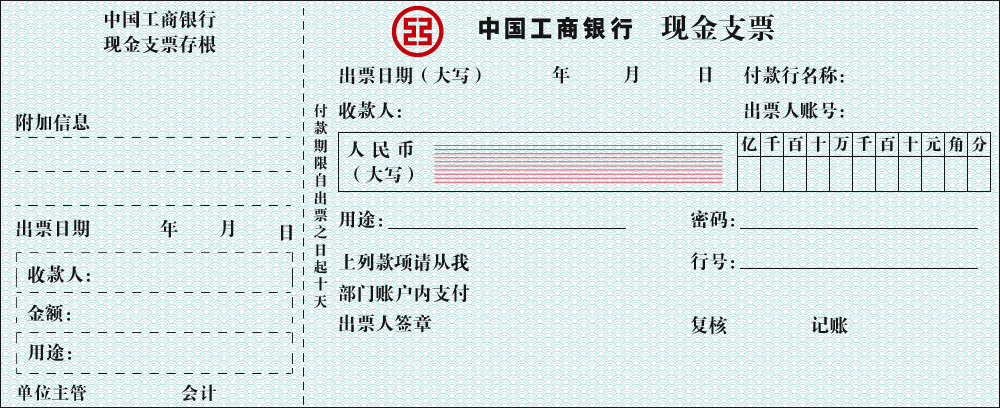 中国工商银行
现金支票存根
附加信息
出票日期 年 月 日
收款人：
金额：
用途：
单位主管 会计
付款期限自出票之日起十天
中国工商银行 现金支票
出票日期（大写） 年 月 日 付款行名称：
收款人： 出票人账号：
人民币
（大写）
亿 千 百 十 万 千 百 十 元 角 分
用途： 密码：
上列款项请从我 行号：
部门账户内支付
出票人签章 复核 记账